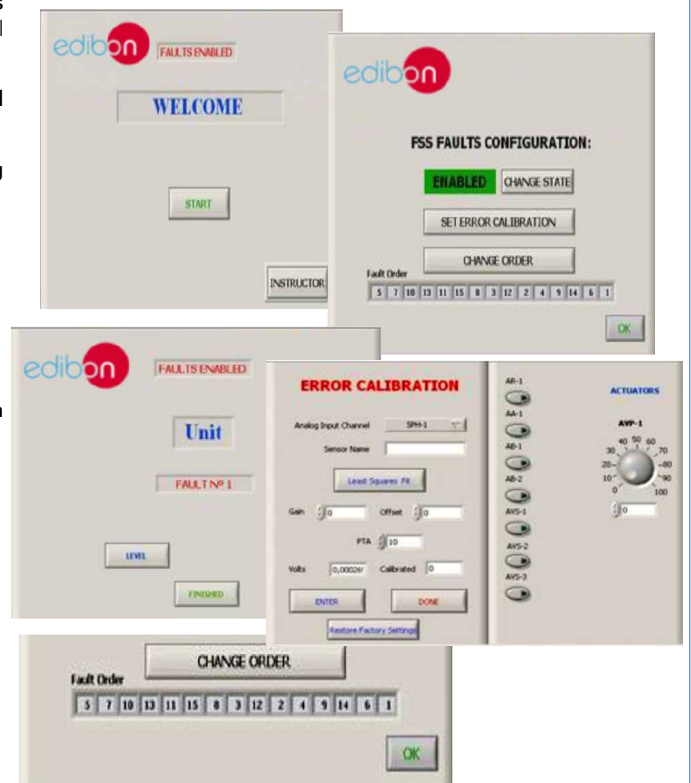 edibon
FAULTS ENABLED
WELCOME
START
INSTRUCTOR
edibon
FSS FAULTS CONFIGURATION:
ENABLED CHANGE STATE
SET ERROR CALIBRATION
CHANGE ORDER
Fault Order
5 7 10 13 11 15 8 3 12 2 4 9 14 6 1
OK
edibon
FAULTS ENABLED
Unit
FAULT Nº 1
LEVEL
FINISHED
ERROR CALIBRATION
Analog Input Channel SPH-1
Sensor Name
Least Squares Fit
Gain 0 Offset 0
PTA 10
Volts Calibrated 0
ENTER DONE
Restore Factory Settings
AR-1
AA-1
AB-1
AB-2
AVS-1
AVS-2
AVS-3
ACTUATORS
AVP-1
0 10 20 30 40 50 60 70 80 90 100
0
CHANGE ORDER
Fault Order
5 7 10 13 11 15 8 3 12 2 4 9 14 6 1
OK